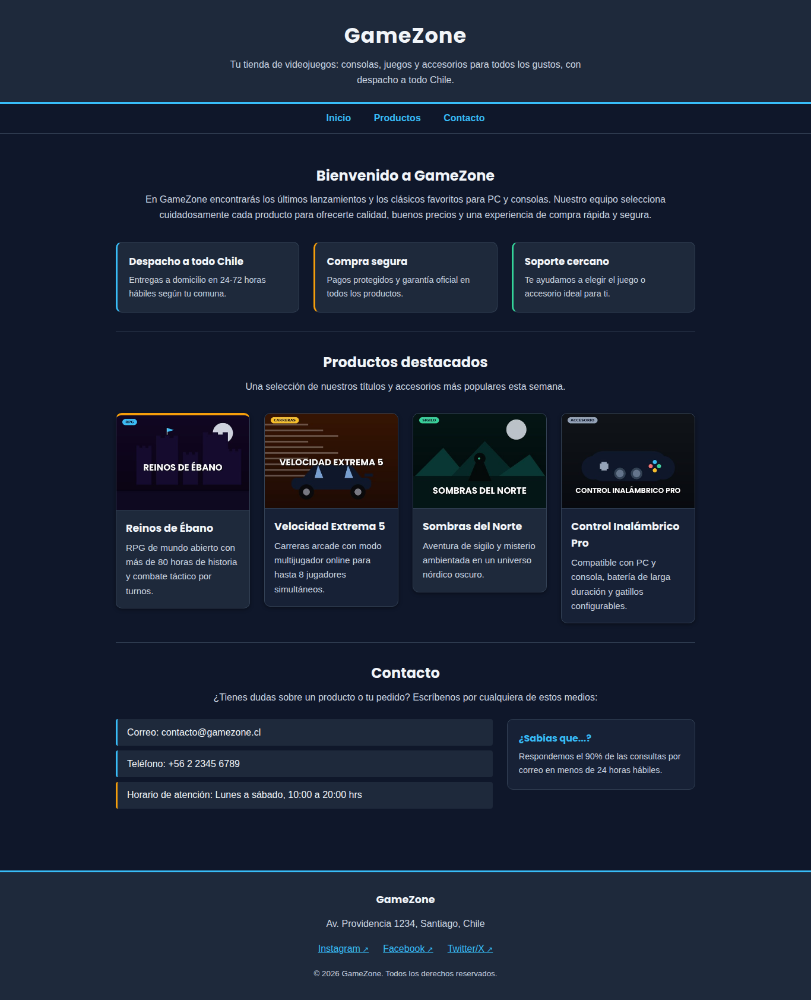 GameZone
Tu tienda de videojuegos: consolas, juegos y accesorios para todos los gustos, con
despacho a todo Chile.
Inicio
Productos
Contacto
Bienvenido a GameZone
En GameZone encontrarás los últimos lanzamientos y los clásicos favoritos para PC y consolas. Nuestro equipo selecciona
cuidadosamente cada producto para ofrecerte calidad, buenos precios y una experiencia de compra rápida y segura.
Despacho a todo Chile
Entregas a domicilio en 24-72 horas
hábiles según tu comuna.
Compra segura
Pagos protegidos y garantía oficial en
todos los productos.
Soporte cercano
Te ayudamos a elegir el juego o
accesorio ideal para ti.
Productos destacados
Una selección de nuestros títulos y accesorios más populares esta semana.
RPG
REINOS DE ÉBANO
Reinos de Ébano
RPG de mundo abierto con
más de 80 horas de historia
y combate táctico por
turnos.
CARRERAS
VELOCIDAD EXTREMA 5
Velocidad Extrema 5
Carreras arcade con modo
multijugador online para
hasta 8 jugadores
simultáneos.
SIGILO
SOMBRAS DEL NORTE
Sombras del Norte
Aventura de sigilo y misterio
ambientada en un universo
nórdico oscuro.
ACCESORIO
CONTROL INALÁMBRICO PRO
Control Inalámbrico
Pro
Compatible con PC y
consola, batería de larga
duración y gatillos
configurables.
Contacto
¿Tienes dudas sobre un producto o tu pedido? Escríbenos por cualquiera de estos medios:
Correo: contacto@gamezone.cl
Teléfono: +56 2 2345 6789
Horario de atención: Lunes a sábado, 10:00 a 20:00 hrs
¿Sabías que...?
Respondemos el 90% de las consultas por
correo en menos de 24 horas hábiles.
GameZone
Av. Providencia 1234, Santiago, Chile
Instagram ↗
Facebook ↗
Twitter/X ↗
© 2026 GameZone. Todos los derechos reservados.